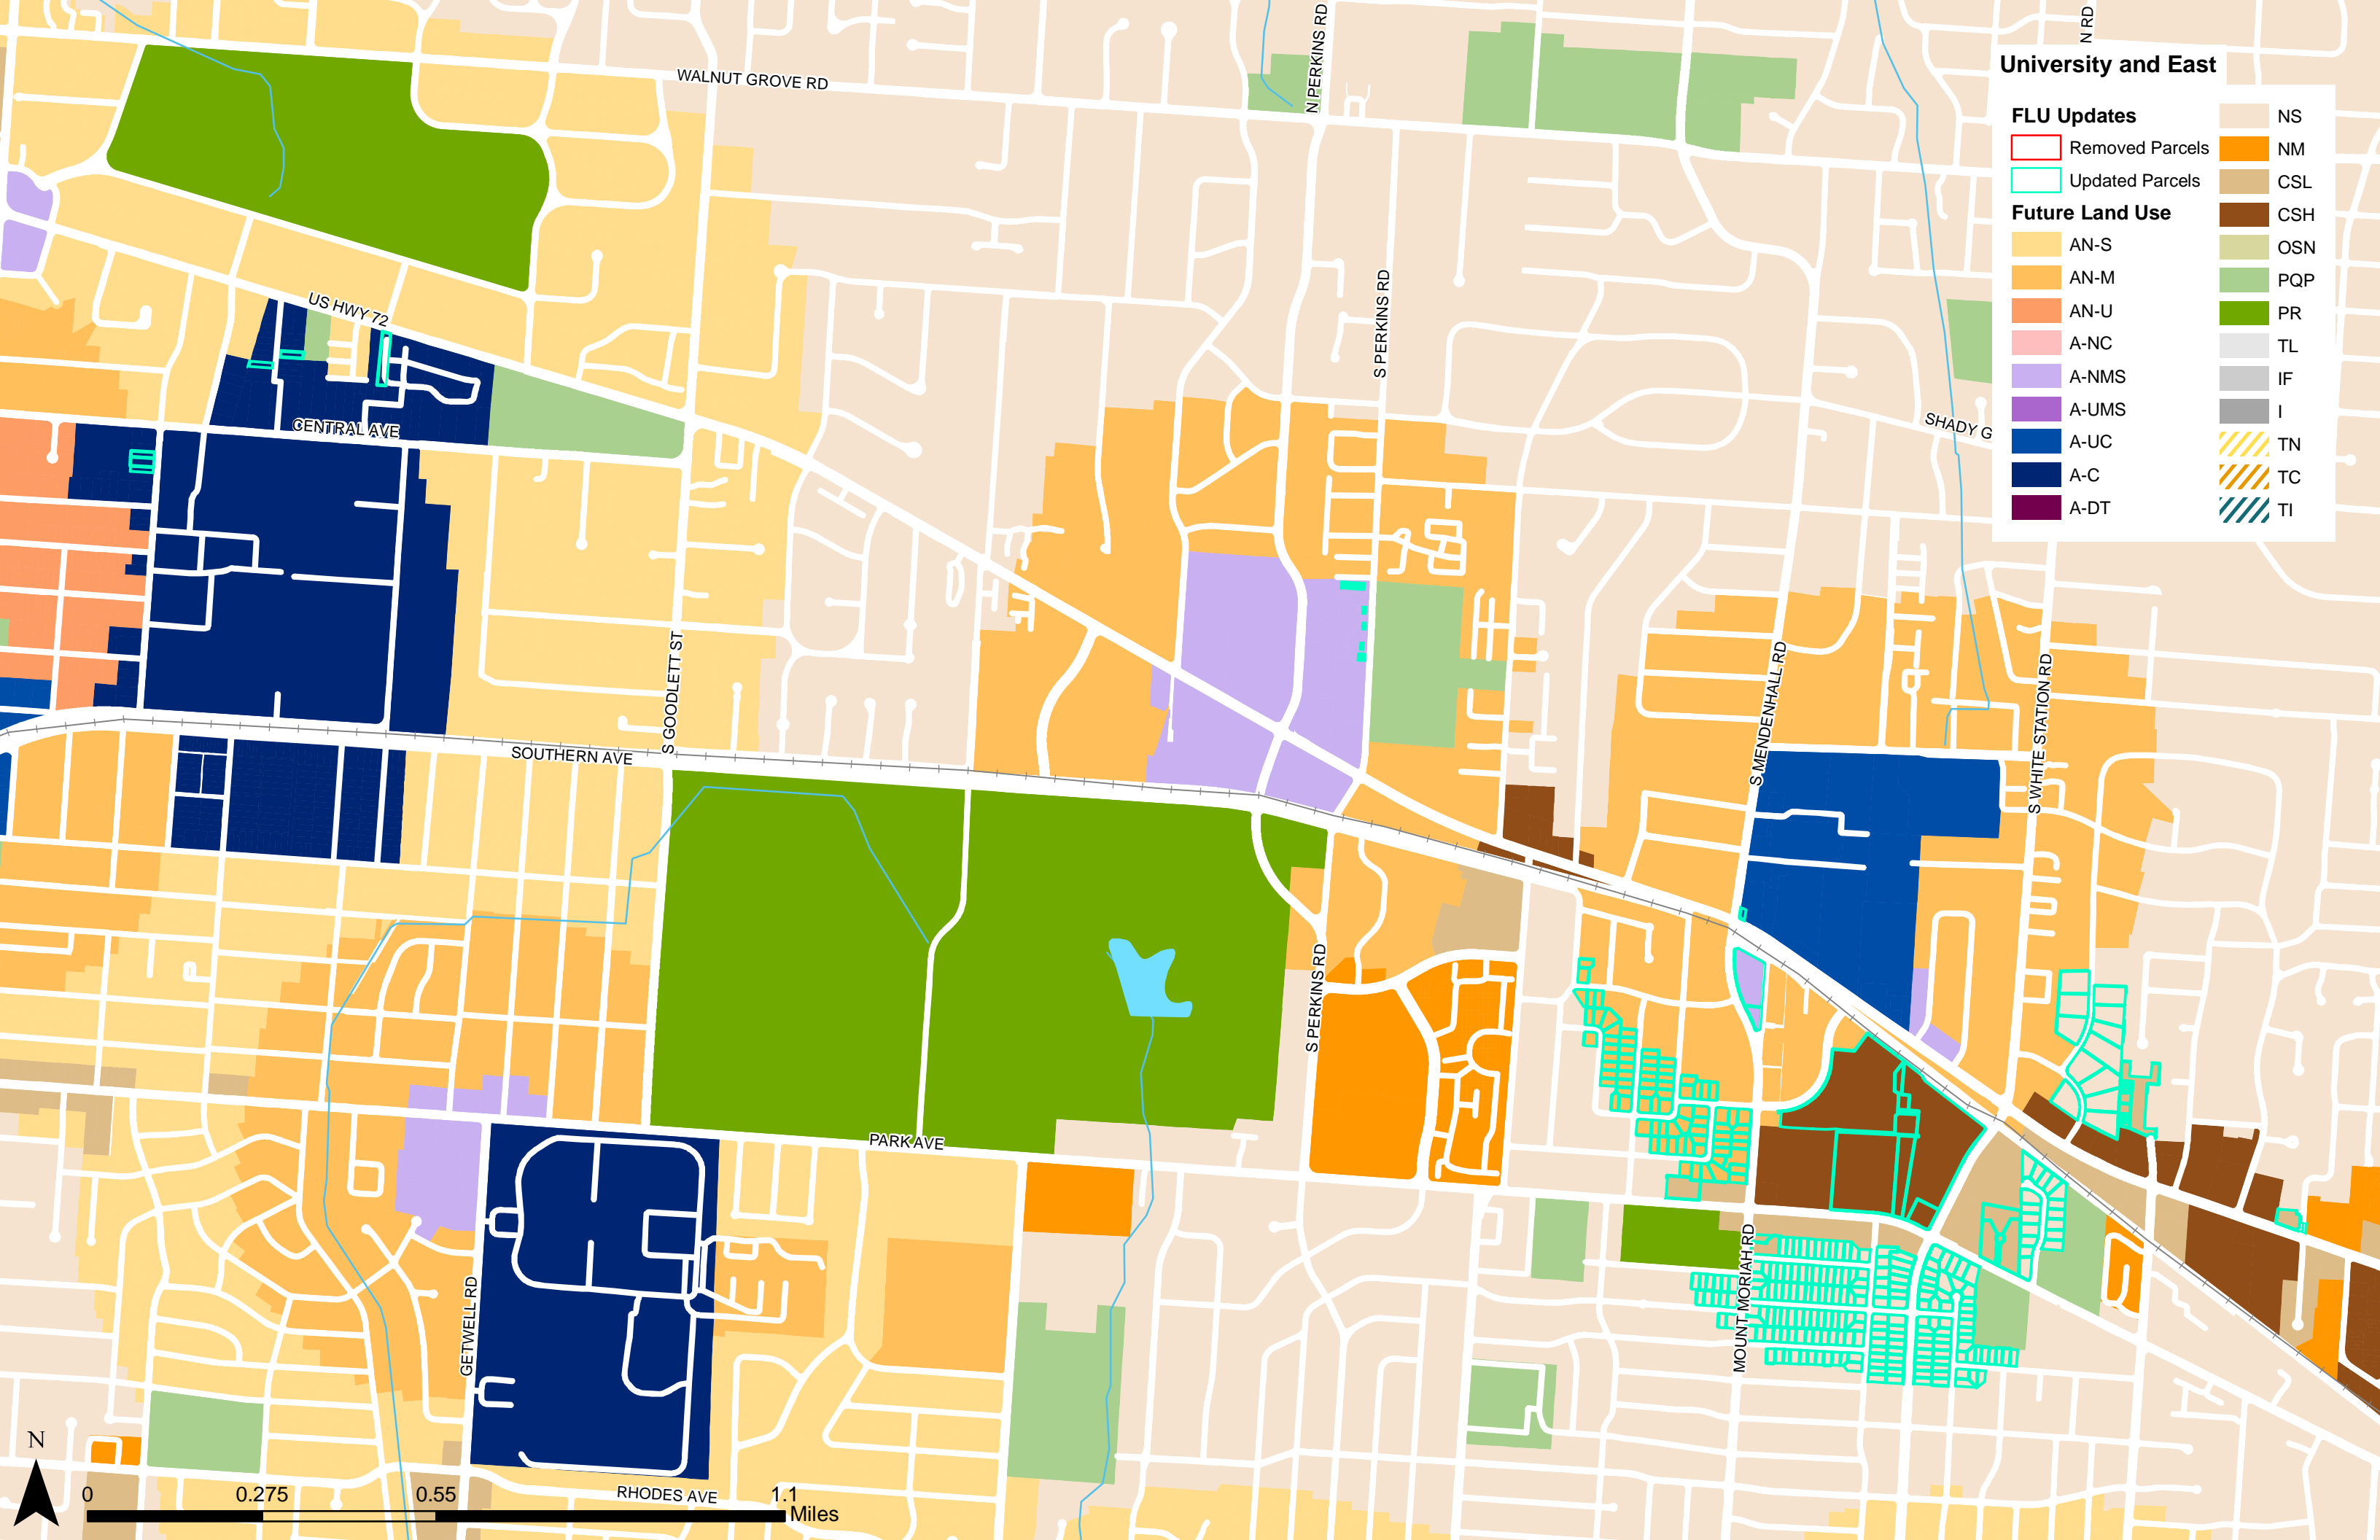 WALNUT GROVE RD
N PERKINS RD
N RD
US HWY 72
S PERKINS RD
SHADY G
CENTRAL AVE
S GOODLETT ST
SOUTHERN AVE
S MENDENHALL RD
S WHITE STATION RD
S PERKINS RD
PARK AVE
GETWELL RD
MOUNT MORIAH RD
RHODES AVE
University and East
FLU Updates
Removed Parcels
Updated Parcels
Future Land Use
AN-S
AN-M
AN-U
A-NC
A-NMS
A-UMS
A-UC
A-C
A-DT
NS
NM
CSL
CSH
OSN
PQP
PR
TL
IF
I
TN
TC
TI
N
0 0.275 0.55 1.1
Miles